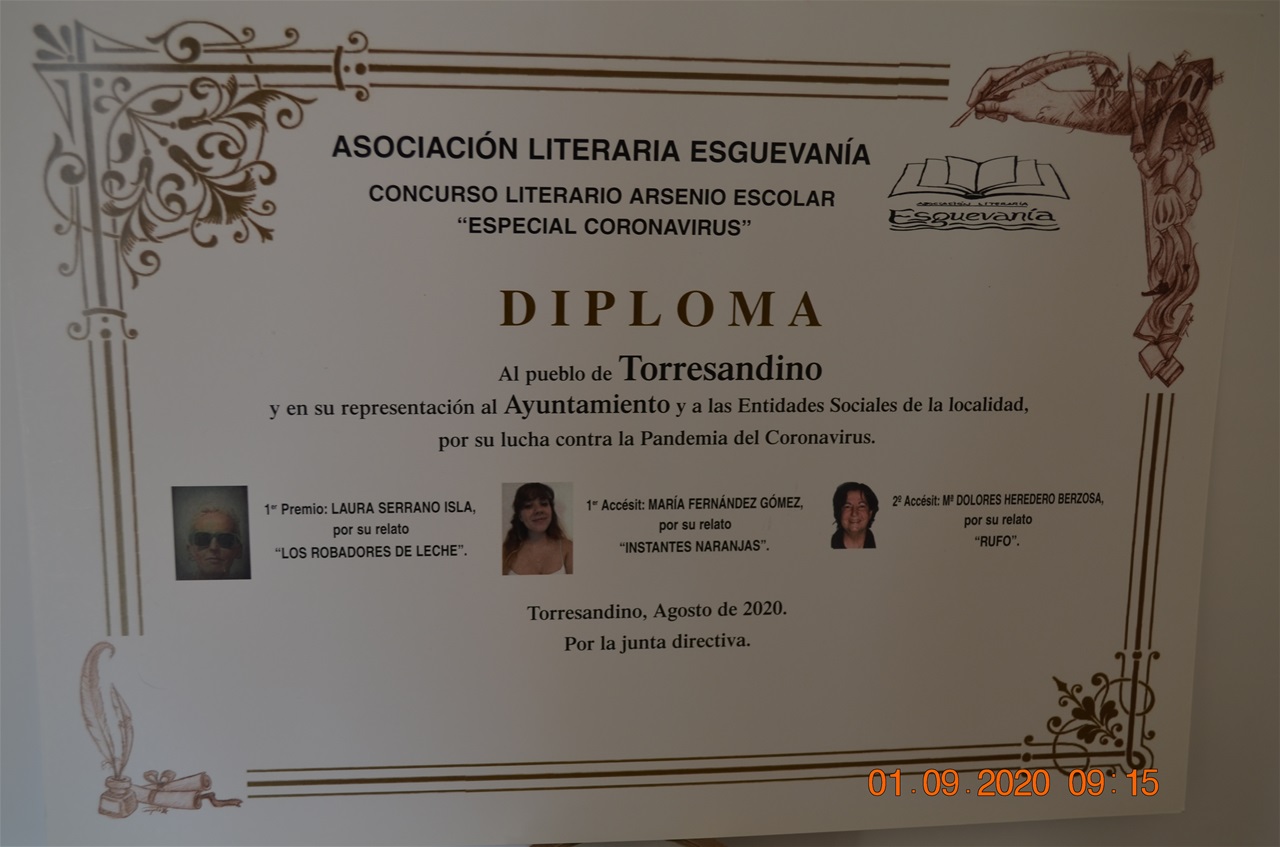 ASOCIACIÓN LITERARIA ESGUEVANÍA
CONCURSO LITERARIO ARSENIO ESCOLAR
“ESPECIAL CORONAVIRUS”
ASOCIACIÓN LITERARIA
Esguevanía
DIPLOMA
Al pueblo de Torresandino
y en su representación al Ayuntamiento y a las Entidades Sociales de la localidad,
por su lucha contra la Pandemia del Coronavirus.
1er Premio: LAURA SERRANO ISLA,
por su relato
“LOS ROBADORES DE LECHE”.
1er Accésit: MARÍA FERNÁNDEZ GÓMEZ,
por su relato
“INSTANTES NARANJAS”.
2º Accésit: Mª DOLORES HEREDERO BERZOSA,
por su relato
“RUFO”.
Torresandino, Agosto de 2020.
Por la junta directiva.
01.09.2020 09:15